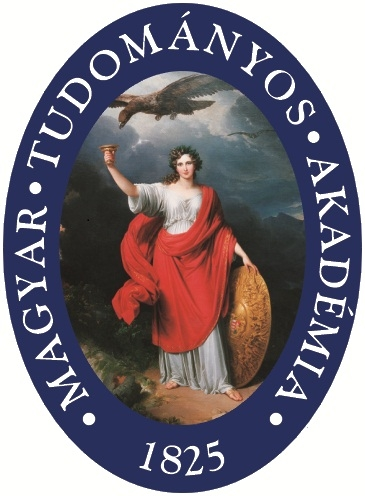 MAGYAR · TUDOMÁNYOS · AKADÉMIA
· 1825 ·